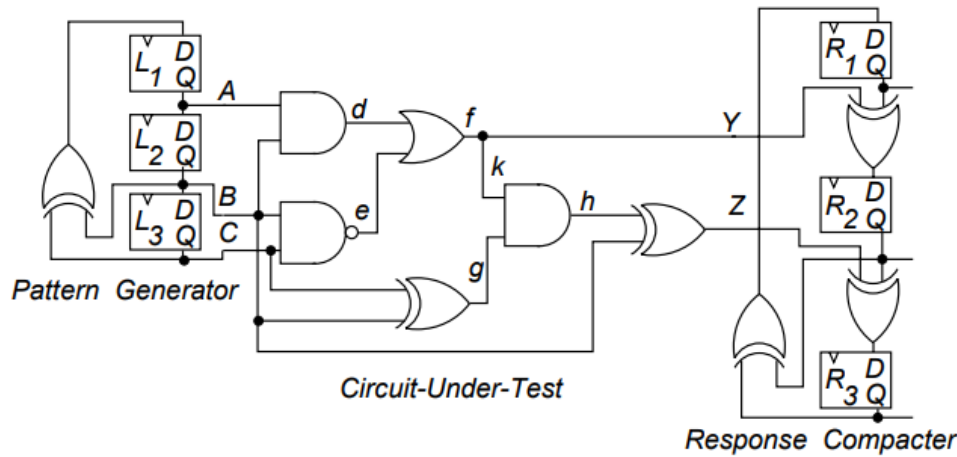 L1 D Q
A
L2 D Q
B
L3 D Q
C
Pattern Generator
d
e
f
k
g
h
Circuit-Under-Test
Y
Z
R1 D Q
R2 D Q
R3 D Q
Response Compacter